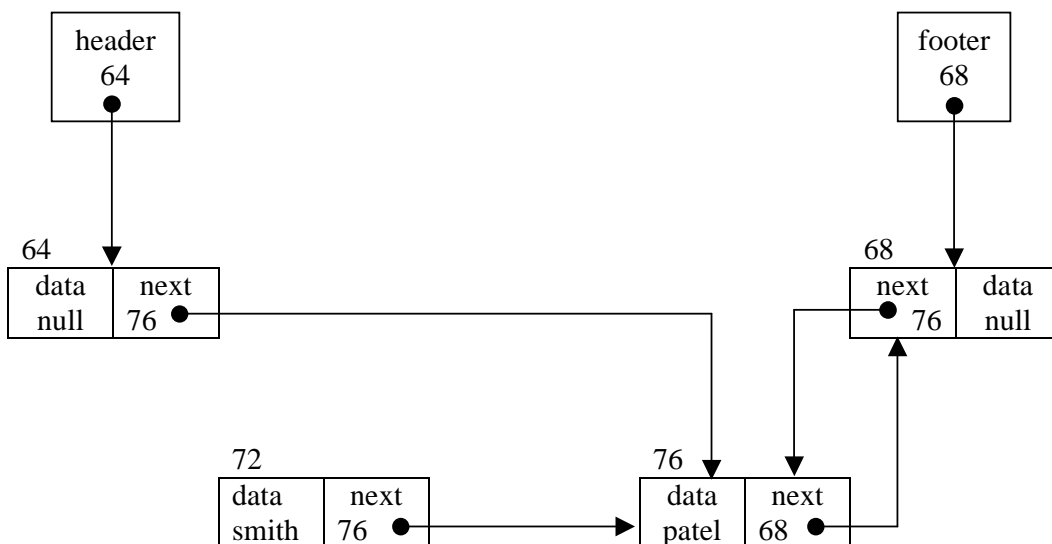 header
64
footer
68
64
data
null
next
76
68
next
76
data
null
72
data
smith
next
76
76
data
patel
next
68